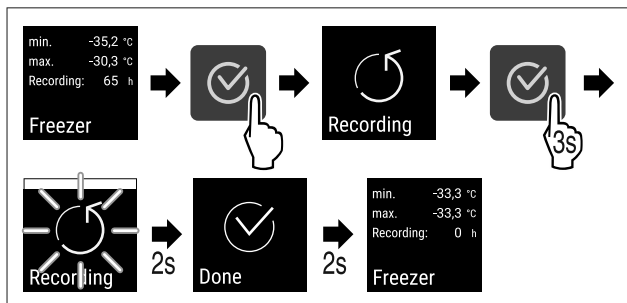 min. -35,2 °C
max. -30,3 °C
Recording: 65 h
Freezer
Recording
3s
Recording
2s
Done
2s
min. -33,3 °C
max. -33,3 °C
Recording: 0 h
Freezer